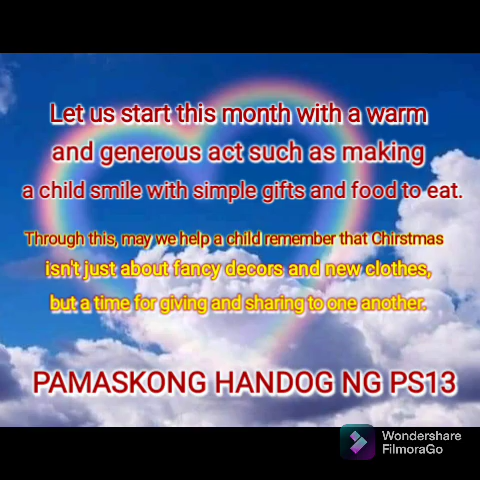 Let us start this month with a warm
and generous act such as making
a child smile with simple gifts and food to eat.
Through this, may we help a child remember that Chirstmas
isn't just about fancy decors and new clothes,
but a time for giving and sharing to one another.
PAMASKONG HANDOG NG PS13
Wondershare
FilmoraGo